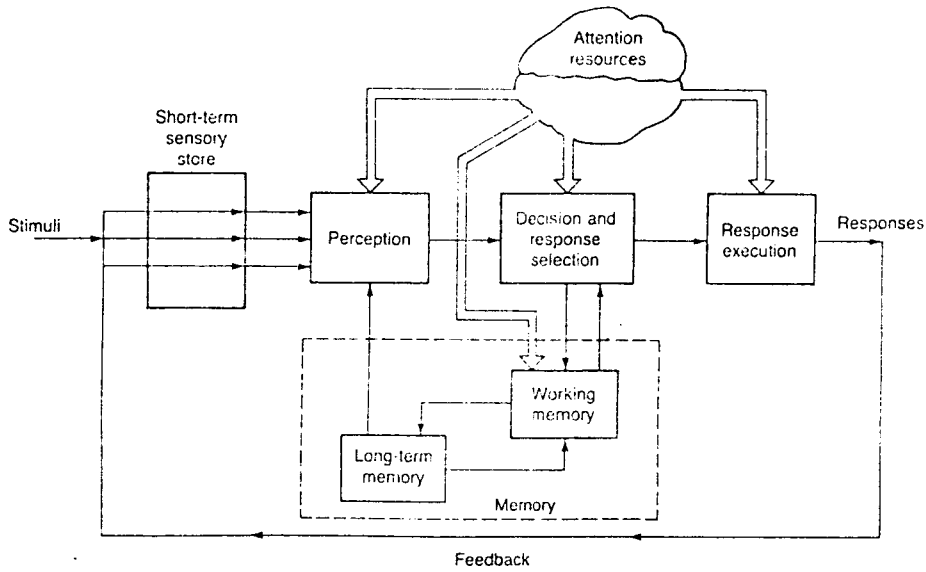 Attention
resources
Short-term
sensory
store
Stimuli
Perception
Decision and
response
selection
Response
execution
Responses
Working
memory
Long-term
memory
Memory
Feedback